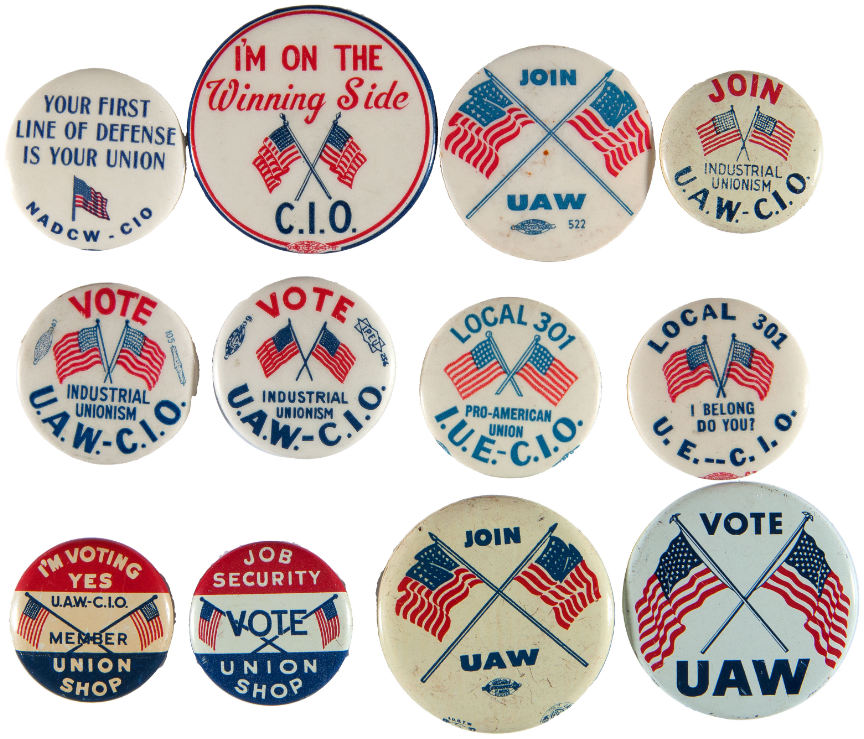 YOUR FIRST
LINE OF DEFENSE
IS YOUR UNION
NADCW - CIO
I'M ON THE
Winning Side
C.I.O.
JOIN
UAW
522
JOIN
INDUSTRIAL
UNIONISM
U.A.W.-C.I.O.
VOTE
105
INDUSTRIAL
UNIONISM
U.A.W.-C.I.O.
VOTE
INDUSTRIAL
UNIONISM
U.A.W.-C.I.O.
LOCAL 301
PRO-AMERICAN
UNION
I.U.E.-C.I.O.
LOCAL 301
I BELONG
DO YOU?
U. E. -- C. I. O.
I'M VOTING
YES
U.A.W-C.I.O.
MEMBER
UNION
SHOP
JOB
SECURITY
VOTE
UNION
SHOP
JOIN
UAW
VOTE
UAW